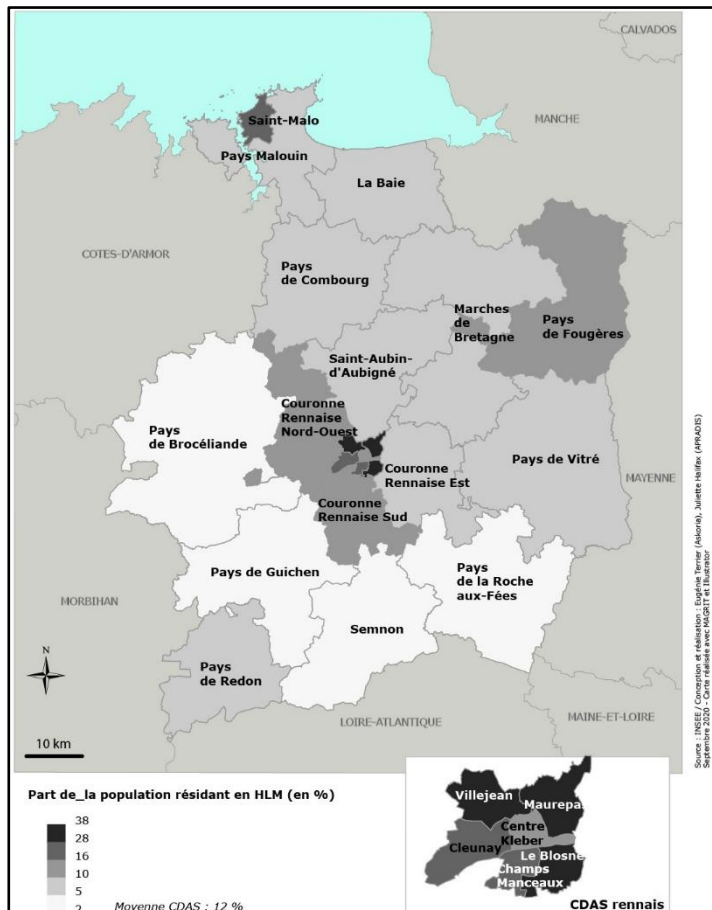 CALVADOS
MANCHE
Saint-Malo
Pays Malouin
La Baie
COTES-D'ARMOR
Pays
de Combourg
Marches
de
Bretagne
Pays
de Fougères
Saint-Aubin-
d'Aubigné
Couronne
Rennaise
Nord-Ouest
Pays
de Brocéliande
Couronne
Rennaise Est
Pays de Vitré
MAYENNE
Couronne
Rennaise Sud
Pays de Guichen
Pays
de la Roche
aux-Fées
MORBIHAN
Semnon
N
Pays
de Redon
LOIRE-ATLANTIQUE
MAINE-ET-LOIRE
10 km
Source : INSEE / Conception et réalisation : Eugénie Terrier (Askoria), Juliette Halifax (APRADIS)
Septembre 2020 - Carte réalisée avec MAGRIT et Illustrator
Part de_la population résidant en HLM (en %)
38
28
16
10
5
2
Moyenne CDAS : 12 %
Villejean
Maurepa
Centre
Kleber
Cleunay
Le Blosne
Champs
Manceaux
CDAS rennais